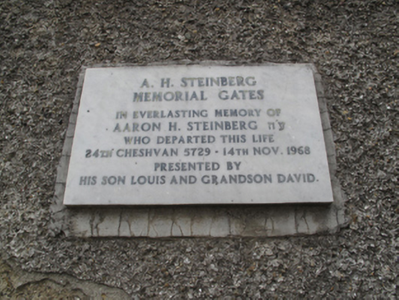 A. H. STEINBERG
MEMORIAL GATES
IN EVERLASTING MEMORY OF
AARON H. STEINBERG ע״ה
WHO DEPARTED THIS LIFE
24TH CHESHVAN 5729 · 14TH NOV. 1968
PRESENTED BY
HIS SON LOUIS AND GRANDSON DAVID.